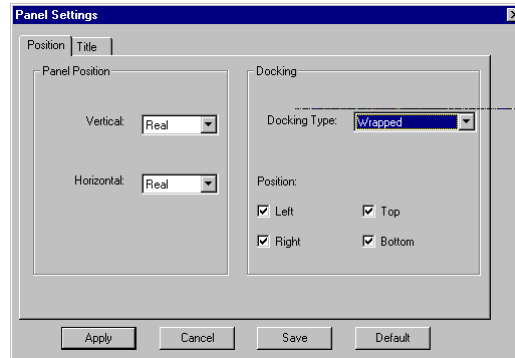 Panel Settings
Position Title
Panel Position
Vertical: Real
Horizontal: Real
Docking
Docking Type: Wrapped
Position:
Left Top
Right Bottom
Apply Cancel Save Default